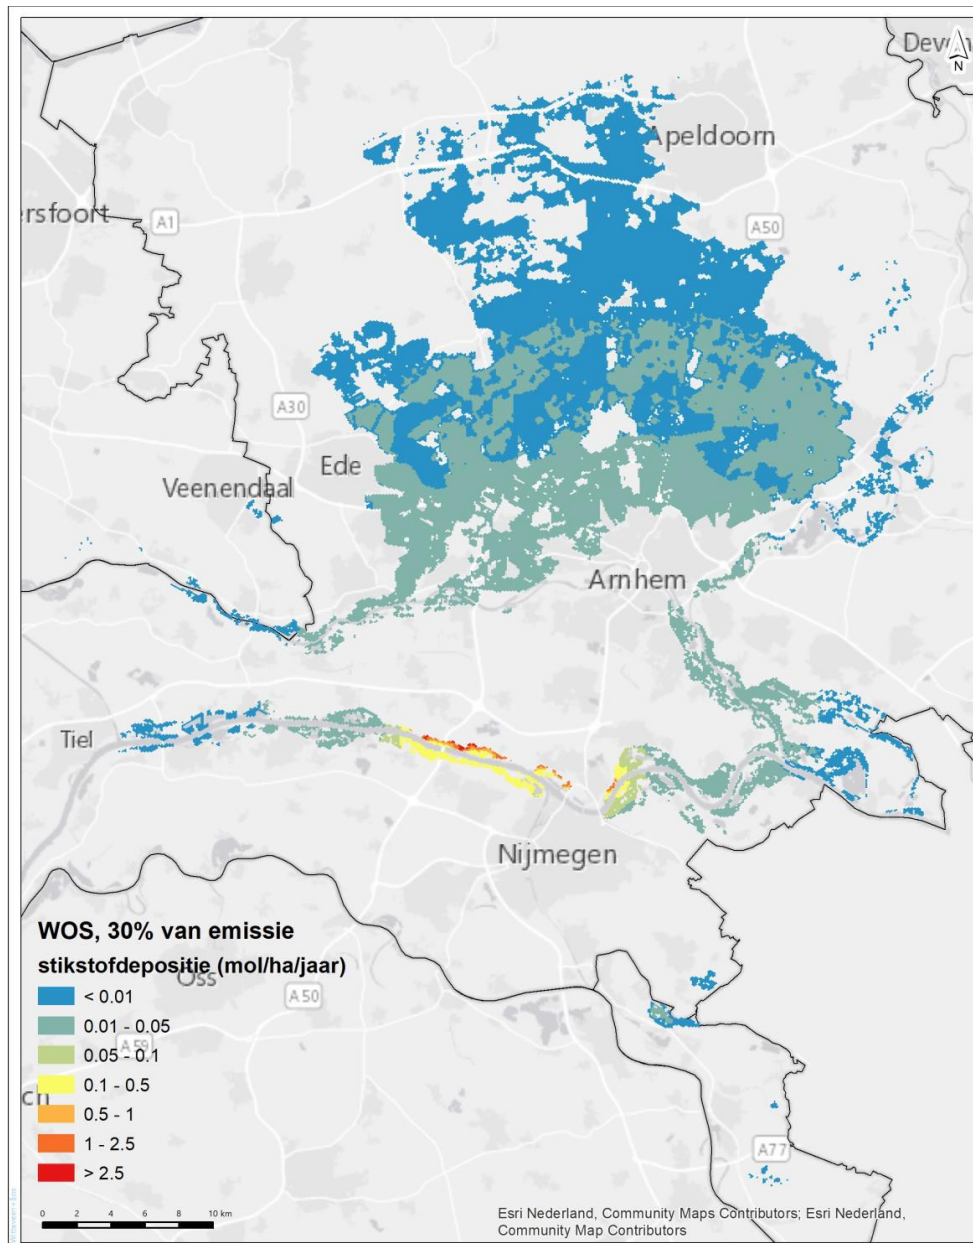 Deven
N
Apeldoorn
ersfoort
A1
A50
A30
Ede
Veenendaal
Arnhem
Tiel
Nijmegen
WOS, 30% van emissie
stikstofdepositie (mol/ha/jaar)
Oss
< 0.01
A50
0.01 - 0.05
A59
0.05 - 0.1
0.1 - 0.5
ch
0.5 - 1
1 - 2.5
A77
> 2.5
0 2 4 6 8 10 km
Esri Nederland, Community Maps Contributors; Esri Nederland,
Community Map Contributors